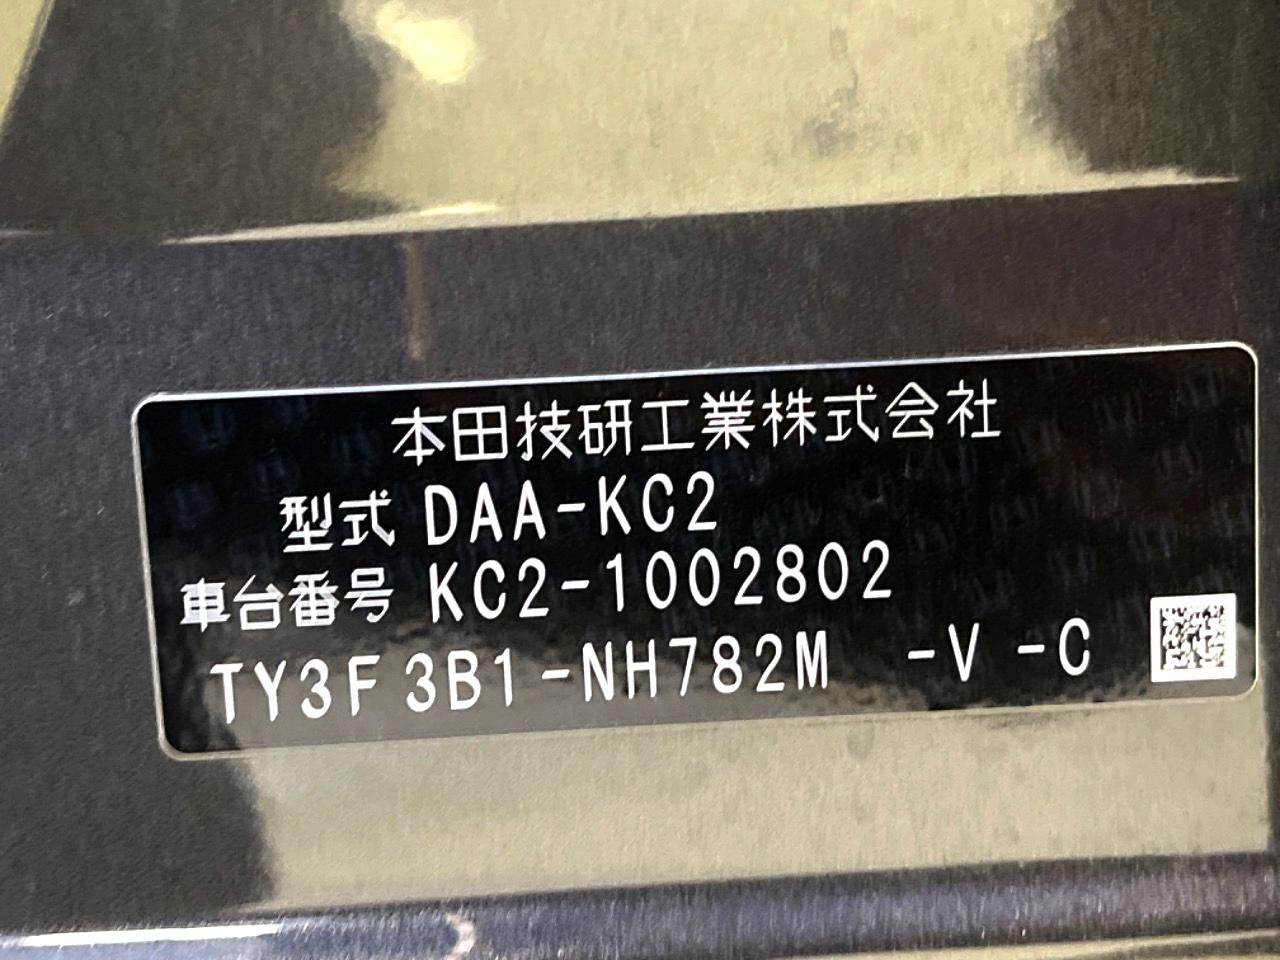 本田技研工業株式会社
型式 DAA-KC2
車台番号 KC2-1002802
TY3F 3B1-NH782M -V -C